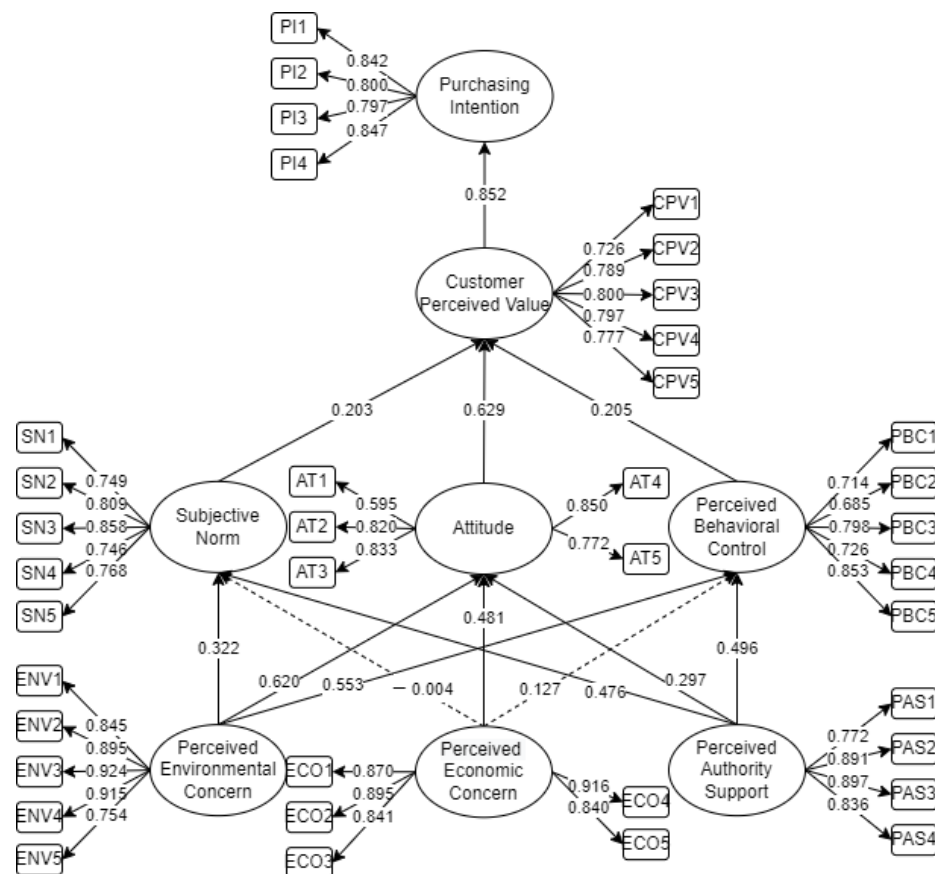 PI1
PI2
PI3
PI4
0.842
0.800
0.797
0.847
Purchasing
Intention
0.852
Customer
Perceived Value
0.726
0.789
0.800
0.797
0.777
CPV1
CPV2
CPV3
CPV4
CPV5
0.203
0.629
0.205
SN1
SN2
SN3
SN4
SN5
0.749
0.809
0.858
0.746
0.768
Subjective
Norm
AT1
AT2
AT3
0.595
0.820
0.833
Attitude
0.850
0.772
AT4
AT5
Perceived
Behavioral
Control
0.714
0.685
0.798
0.726
0.853
PBC1
PBC2
PBC3
PBC4
PBC5
0.322
0.620
0.553
— 0.004
0.481
0.127
0.476
0.297
0.496
ENV1
ENV2
ENV3
ENV4
ENV5
0.845
0.895
0.924
0.915
0.754
Perceived
Environmental
Concern
ECO1
ECO2
ECO3
0.870
0.895
0.841
Perceived
Economic
Concern
0.916
0.840
ECO4
ECO5
Perceived
Authority
Support
0.772
0.891
0.897
0.836
PAS1
PAS2
PAS3
PAS4